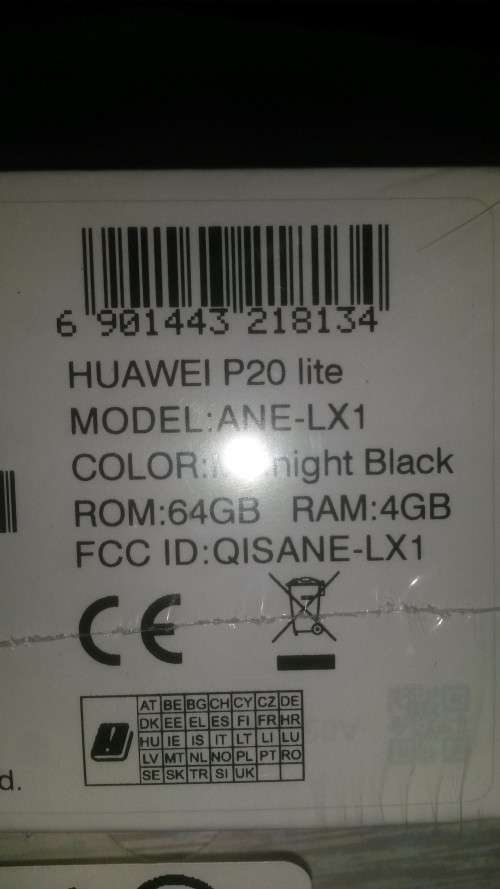 6 901443 218134
HUAWEI P20 lite
MODEL:ANE-LX1
COLOR: night Black
ROM:64GB RAM:4GB
FCC ID:QISANE-LX1
CE
AT BE BG CH CY CZ DE
DK EE EL ES FI FR HR
HU IE IS IT LT LI LU
LV MT NL NO PL PT RO
SE SK TR SI UK
d.